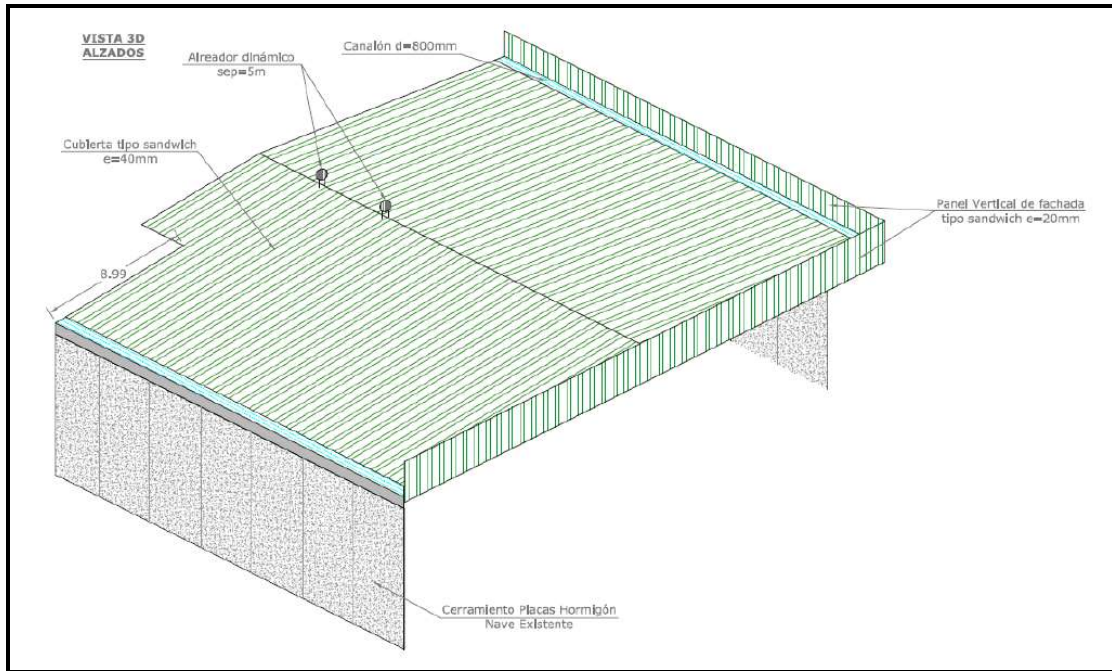 VISTA 3D
ALZADOS
Aireador dinámico
sep=5m
Canalón d=800mm
Cubierta tipo sandwich
e=40mm
Panel Vertical de fachada
tipo sandwich e=20mm
8.99
Cerramiento Placas Hormigón
Nave Existente